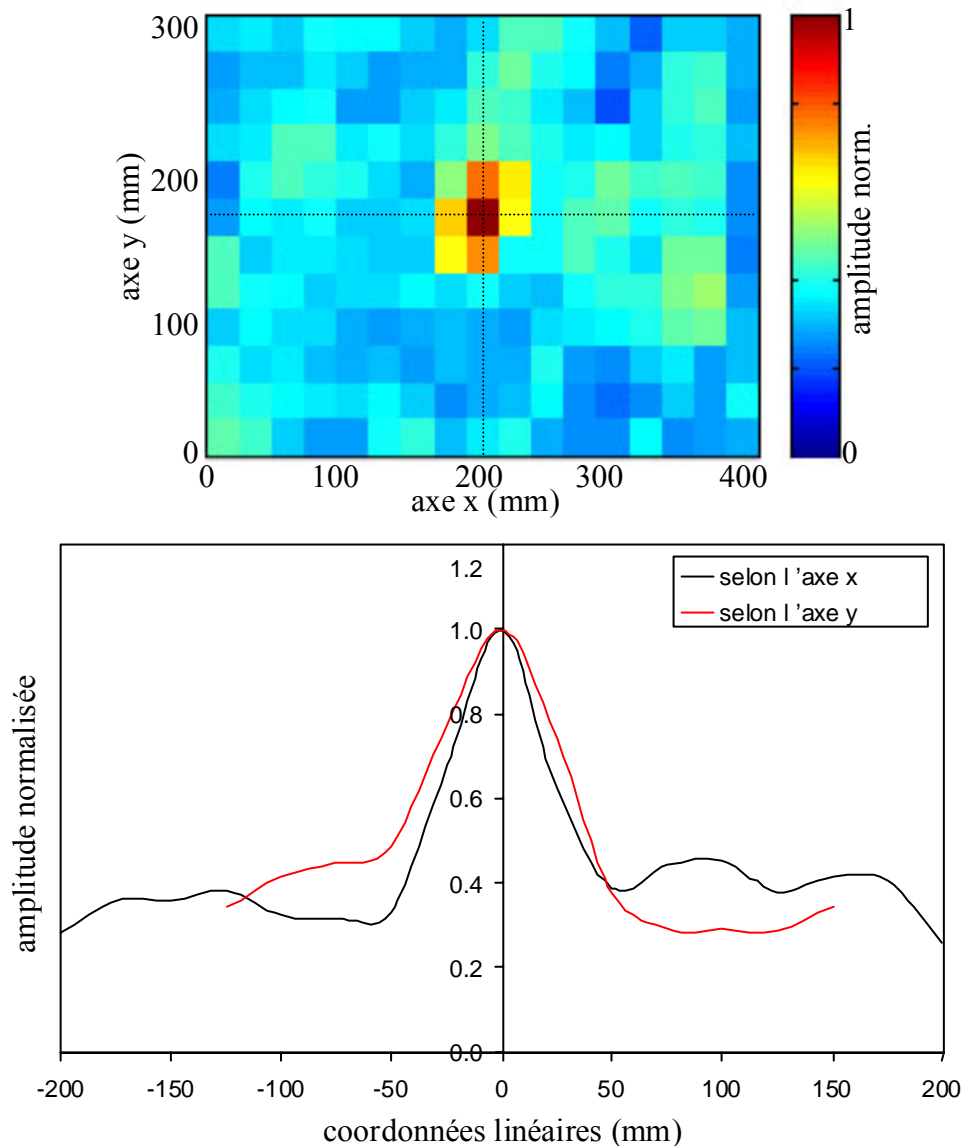 300
200
100
0
axe y (mm)
0 100 200 300 400
axe x (mm)
1
0
amplitude norm.
1.2
1.0
0.8
0.6
0.4
0.2
0.0
amplitude normalisée
selon l ’axe x
selon l ’axe y
-200 -150 -100 -50 0 50 100 150 200
coordonnées linéaires (mm)